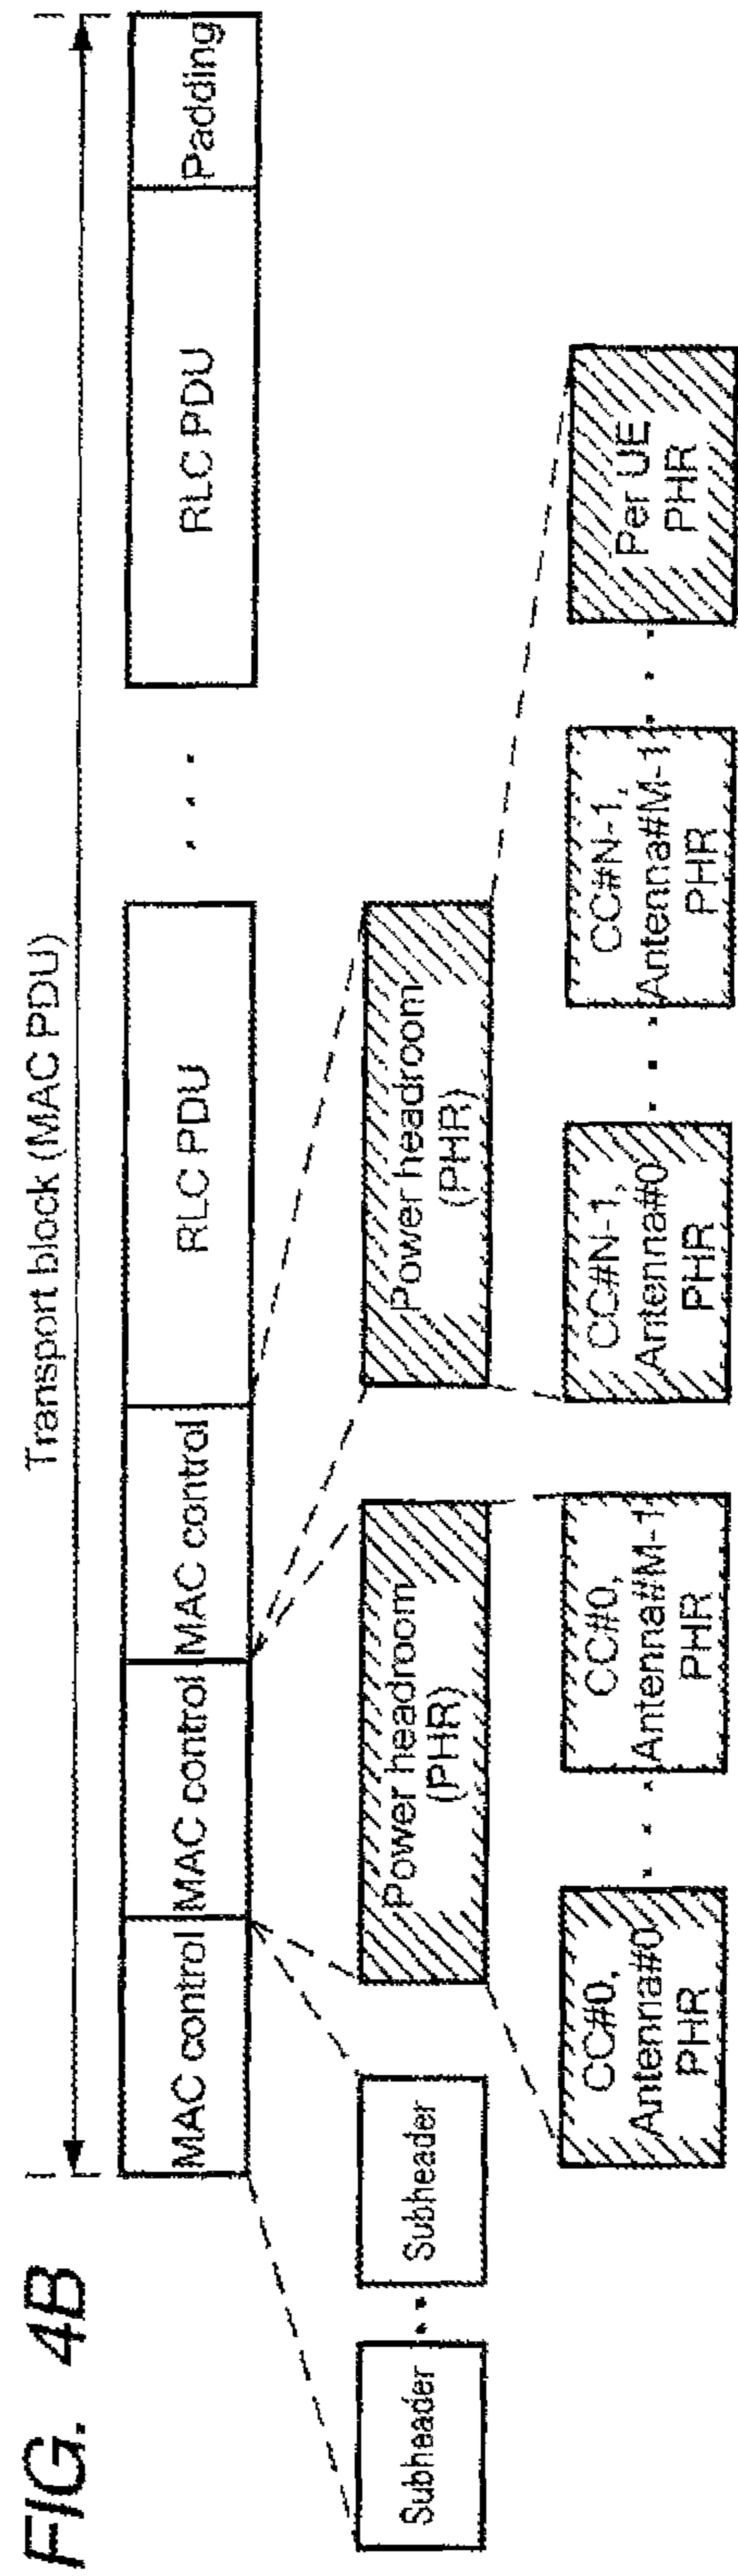 FIG. 4B
Transport block (MAC PDU)
MAC control
MAC control
MAC control
RLC PDU
. . .
RLC PDU
Padding
Subheader
. .
Subheader
Power headroom
(PHR)
Power headroom
(PHR)
CC#0,
Antenna#0
PHR
. . .
CC#0,
Antenna#M-1
PHR
CC#N-1,
Antenna#0
PHR
. . .
CC#N-1,
Antenna#M-1
PHR
. . .
Per UE
PHR